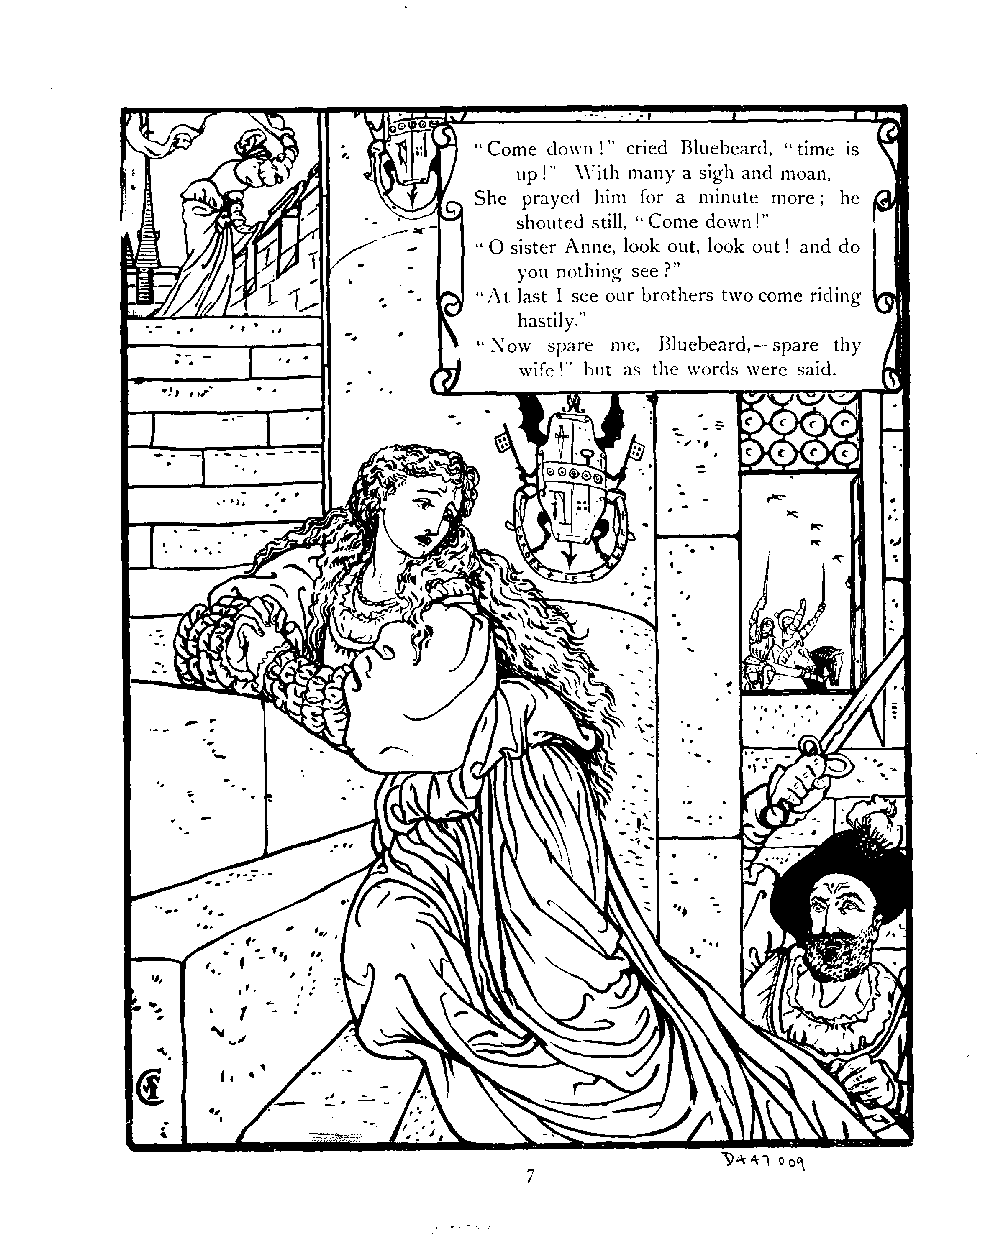 “Come down!” cried Bluebeard, “time is
up!” With many a sigh and moan,
She prayed him for a minute more; he
shouted still, “Come down!”
“O sister Anne, look out, look out! and do
you nothing see?”
“At last I see our brothers two come riding
hastily.”
“Now spare me, Bluebeard,—spare thy
wife!” but as the words were said.
7
D447 009